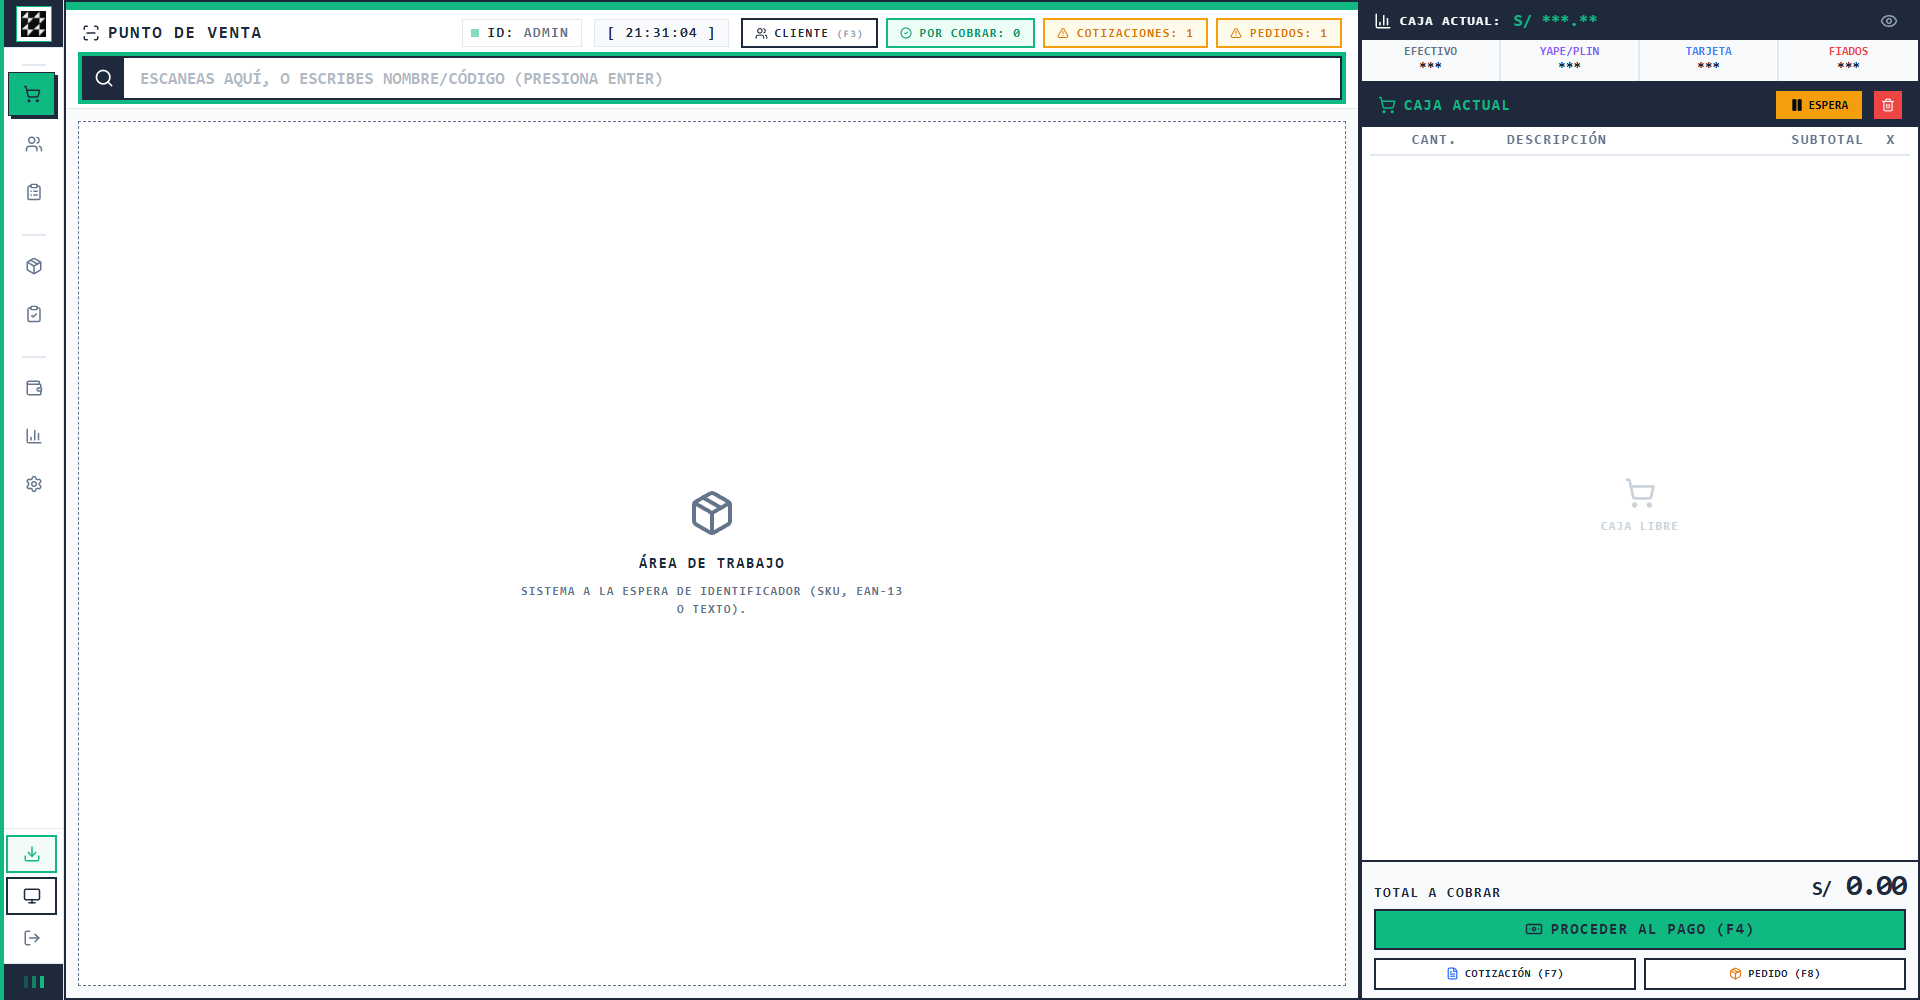 PUNTO DE VENTA
ID: ADMIN
[ 21:31:04 ]
CLIENTE (F3)
POR COBRAR: 0
COTIZACIONES: 1
PEDIDOS: 1
ESCANEAS AQUÍ, O ESCRIBES NOMBRE/CÓDIGO (PRESIONA ENTER)
ÁREA DE TRABAJO
SISTEMA A LA ESPERA DE IDENTIFICADOR (SKU, EAN-13
O TEXTO).
CAJA ACTUAL: S/ ***.**
EFECTIVO
***
YAPE/PLIN
***
TARJETA
***
FIADOS
***
CAJA ACTUAL
ESPERA
CANT. DESCRIPCIÓN SUBTOTAL X
CAJA LIBRE
TOTAL A COBRAR S/ 0.00
PROCEDER AL PAGO (F4)
COTIZACIÓN (F7)
PEDIDO (F8)